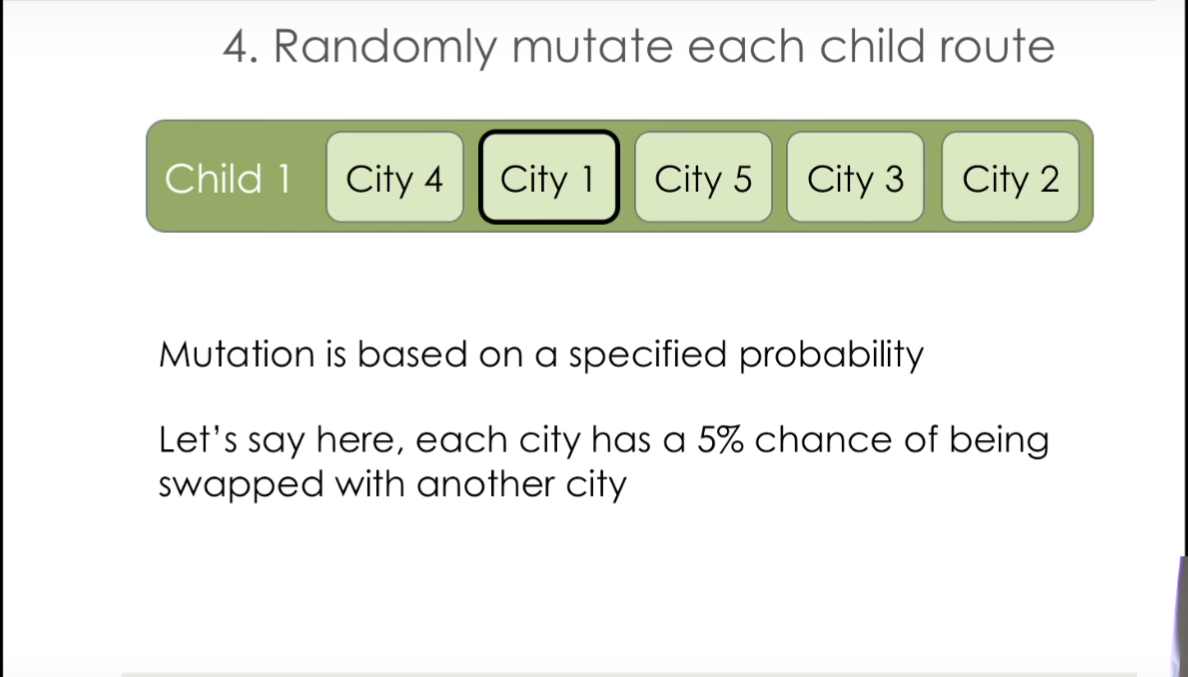 4. Randomly mutate each child route
Child 1 City 4 City 1 City 5 City 3 City 2
Mutation is based on a specified probability
Let's say here, each city has a 5% chance of being
swapped with another city